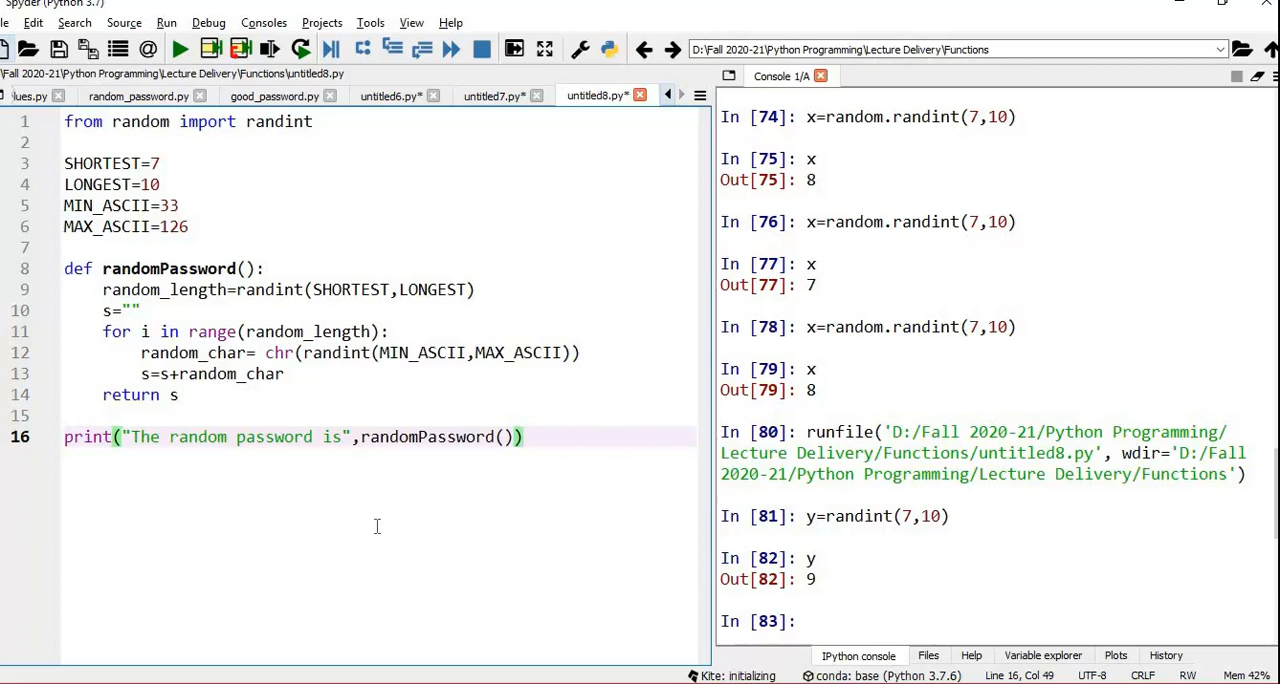 Spyder (Python 3.7)
le Edit Search Source Run Debug Consoles Projects Tools View Help
D:\Fall 2020-21\Python Programming\Lecture Delivery\Functions
\Fall 2020-21\Python Programming\Lecture Delivery\Functions\untitled8.py
lues.py random_password.py good_password.py untitled6.py* untitled7.py* untitled8.py*
1 from random import randint
2
3 SHORTEST=7
4 LONGEST=10
5 MIN_ASCII=33
6 MAX_ASCII=126
7
8 def randomPassword():
9 random_length=randint(SHORTEST,LONGEST)
10 s=""
11 for i in range(random_length):
12 random_char= chr(randint(MIN_ASCII,MAX_ASCII))
13 s=s+random_char
14 return s
15
16 print("The random password is",randomPassword())
Console 1/A
In [74]: x=random.randint(7,10)
In [75]: x
Out[75]: 8
In [76]: x=random.randint(7,10)
In [77]: x
Out[77]: 7
In [78]: x=random.randint(7,10)
In [79]: x
Out[79]: 8
In [80]: runfile('D:/Fall 2020-21/Python Programming/
Lecture Delivery/Functions/untitled8.py', wdir='D:/Fall
2020-21/Python Programming/Lecture Delivery/Functions')
In [81]: y=randint(7,10)
In [82]: y
Out[82]: 9
In [83]:
IPython console Files Help Variable explorer Plots History
Kite: initializing conda: base (Python 3.7.6) Line 16, Col 49 UTF-8 CRLF RW Mem 42%